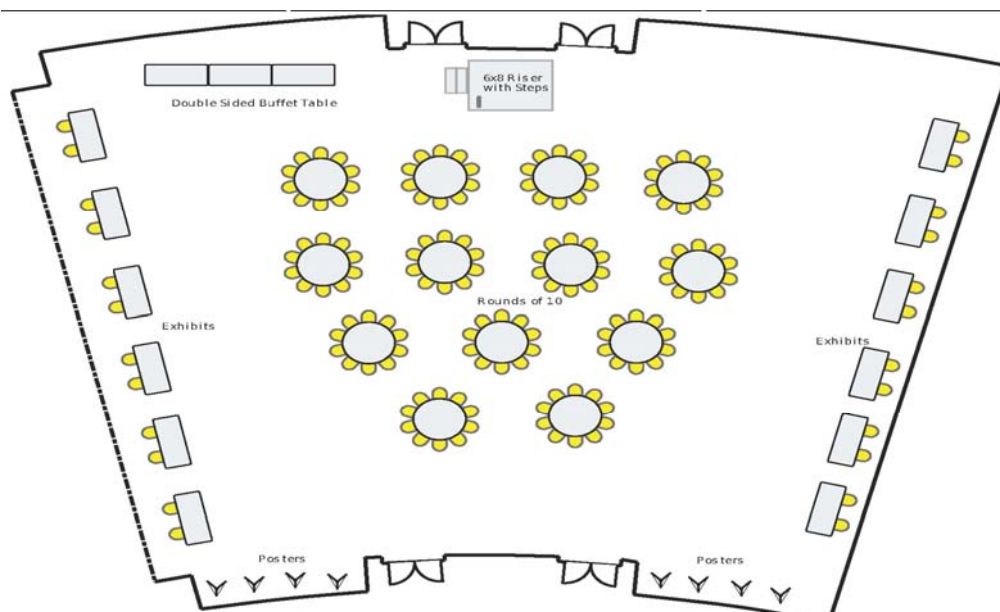 6x8 Riser
with Steps
Double Sided Buffet Table
Rounds of 10
Exhibits
Exhibits
Posters
Posters